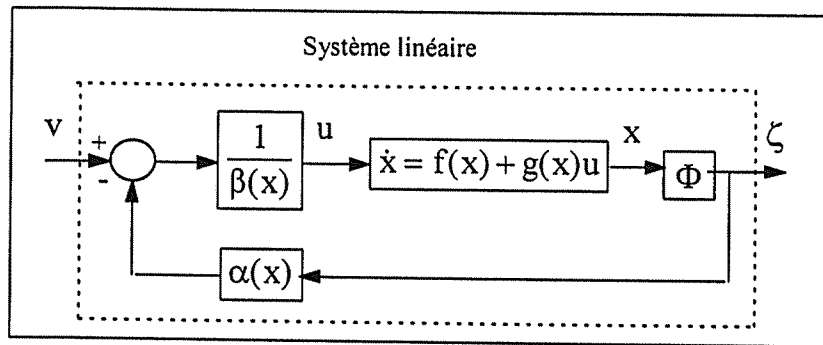 Système linéaire
v
+
-
1
β(x)
u
ẋ = f(x) + g(x)u
x
Φ
ζ
α(x)